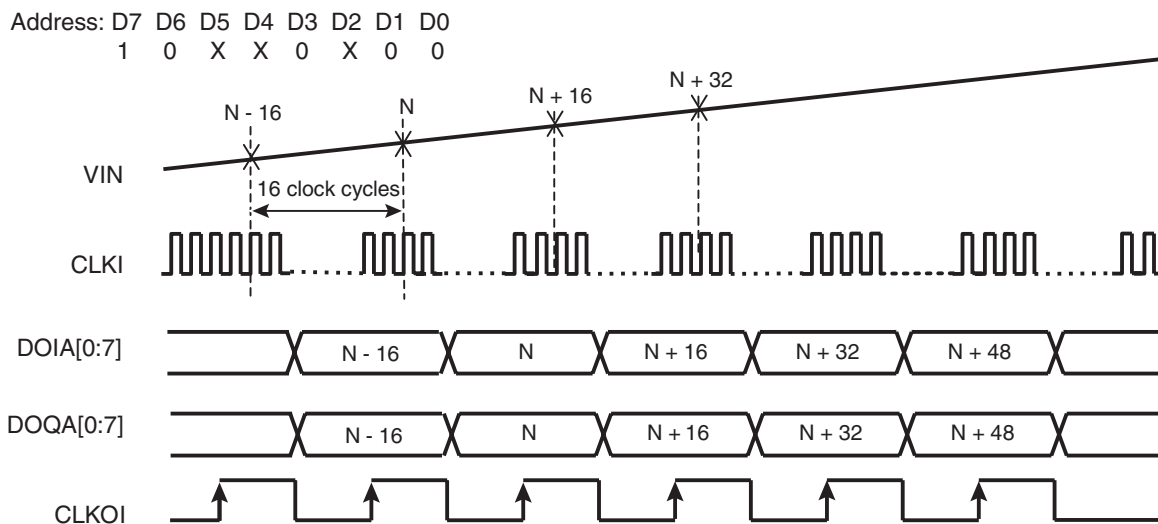 Address: D7 D6 D5 D4 D3 D2 D1 D0
1 0 X X 0 X 0 0
N - 16 N N + 16 N + 32
VIN
16 clock cycles
CLKI
DOIA[0:7] N - 16 N N + 16 N + 32 N + 48
DOQA[0:7] N - 16 N N + 16 N + 32 N + 48
CLKOI